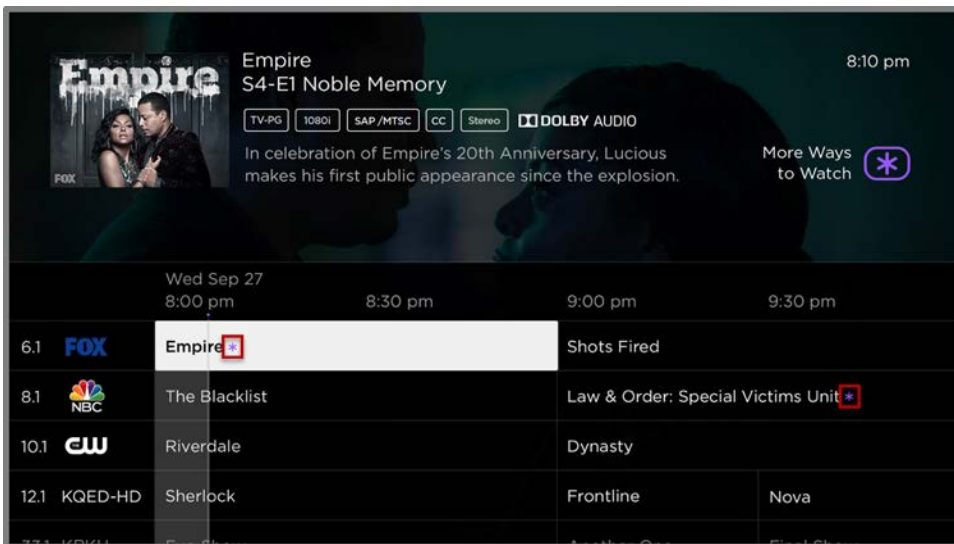 Empire
FOX
Empire
S4-E1 Noble Memory
TV-PG 1080i SAP/MTSC CC Stereo DOLBY AUDIO
In celebration of Empire's 20th Anniversary, Lucious
makes his first public appearance since the explosion.
8:10 pm
More Ways
to Watch *
Wed Sep 27
8:00 pm 8:30 pm 9:00 pm 9:30 pm
6.1 FOX Empire * Shots Fired
8.1 NBC The Blacklist Law & Order: Special Victims Unit *
10.1 CW Riverdale Dynasty
12.1 KQED-HD Sherlock Frontline Nova